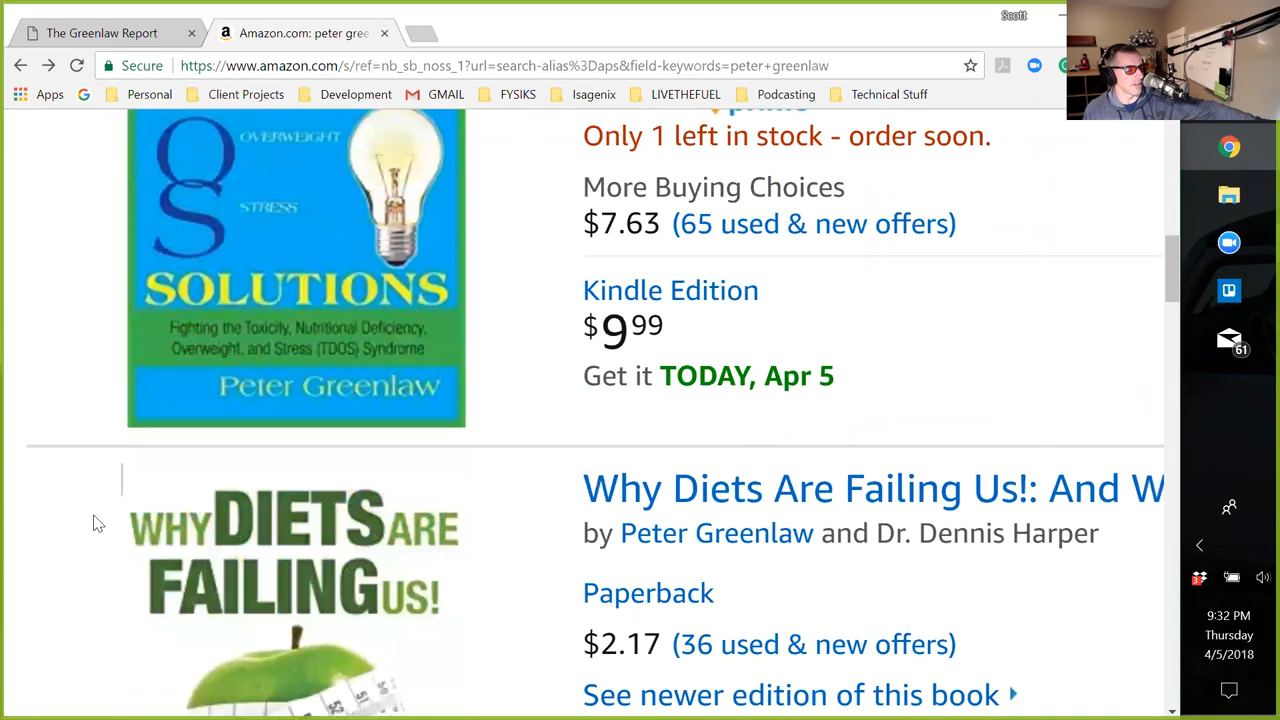 Scott
The Greenlaw Report
Amazon.com: peter gree
Secure
https://www.amazon.com/s/ref=nb_sb_noss_1?url=search-alias%3Daps&field-keywords=peter+greenlaw
Apps
Personal
Client Projects
Development
GMAIL
FYSIKS
Isagenix
LIVETHEFUEL
Podcasting
Technical Stuff
O OVERWEIGHT
S STRESS
SOLUTIONS
Fighting the Toxicity, Nutritional Deficiency,
Overweight, and Stress (TDOS) Syndrome
Peter Greenlaw
Only 1 left in stock - order soon.
More Buying Choices
$7.63 (65 used & new offers)
Kindle Edition
$9 99
Get it TODAY, Apr 5
WHY DIETS ARE
FAILING US!
Why Diets Are Failing Us!: And W
by Peter Greenlaw and Dr. Dennis Harper
Paperback
$2.17 (36 used & new offers)
See newer edition of this book
61
3
9:32 PM
Thursday
4/5/2018